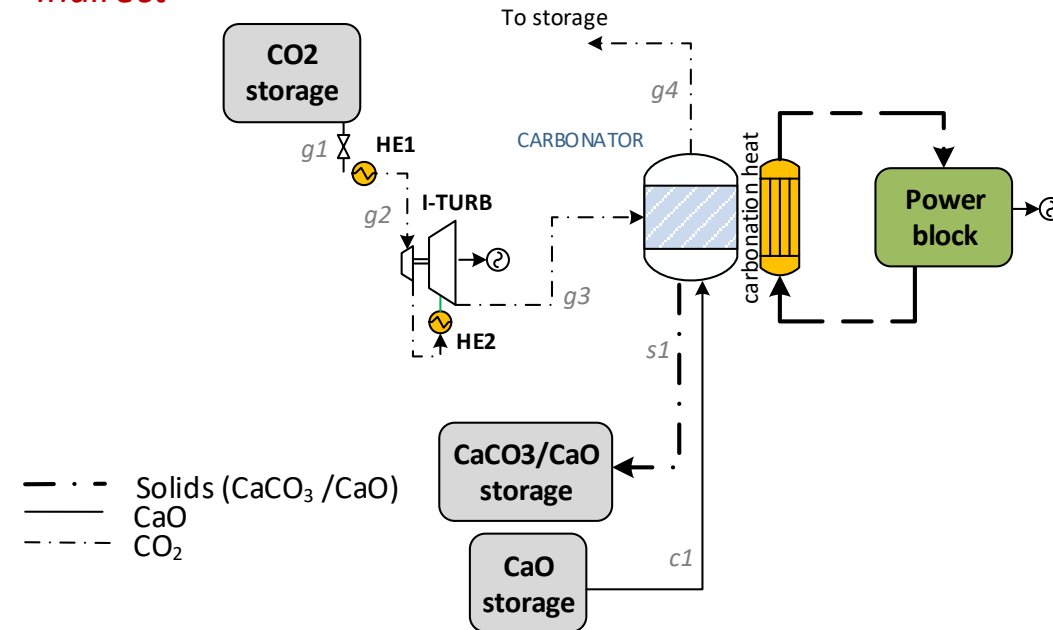 To storage
CO2
storage
g4
g1
HE1
CARBONATOR
carbonation heat
g2
I-TURB
Power
block
g3
HE2
s1
CaCO3/CaO
storage
Solids (CaCO₃ /CaO)
CaO
CO₂
c1
CaO
storage